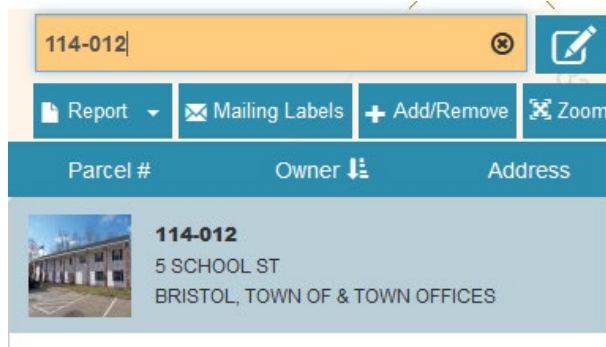 114-012
Report Mailing Labels Add/Remove Zoom
Parcel # Owner Address
114-012
5 SCHOOL ST
BRISTOL, TOWN OF & TOWN OFFICES